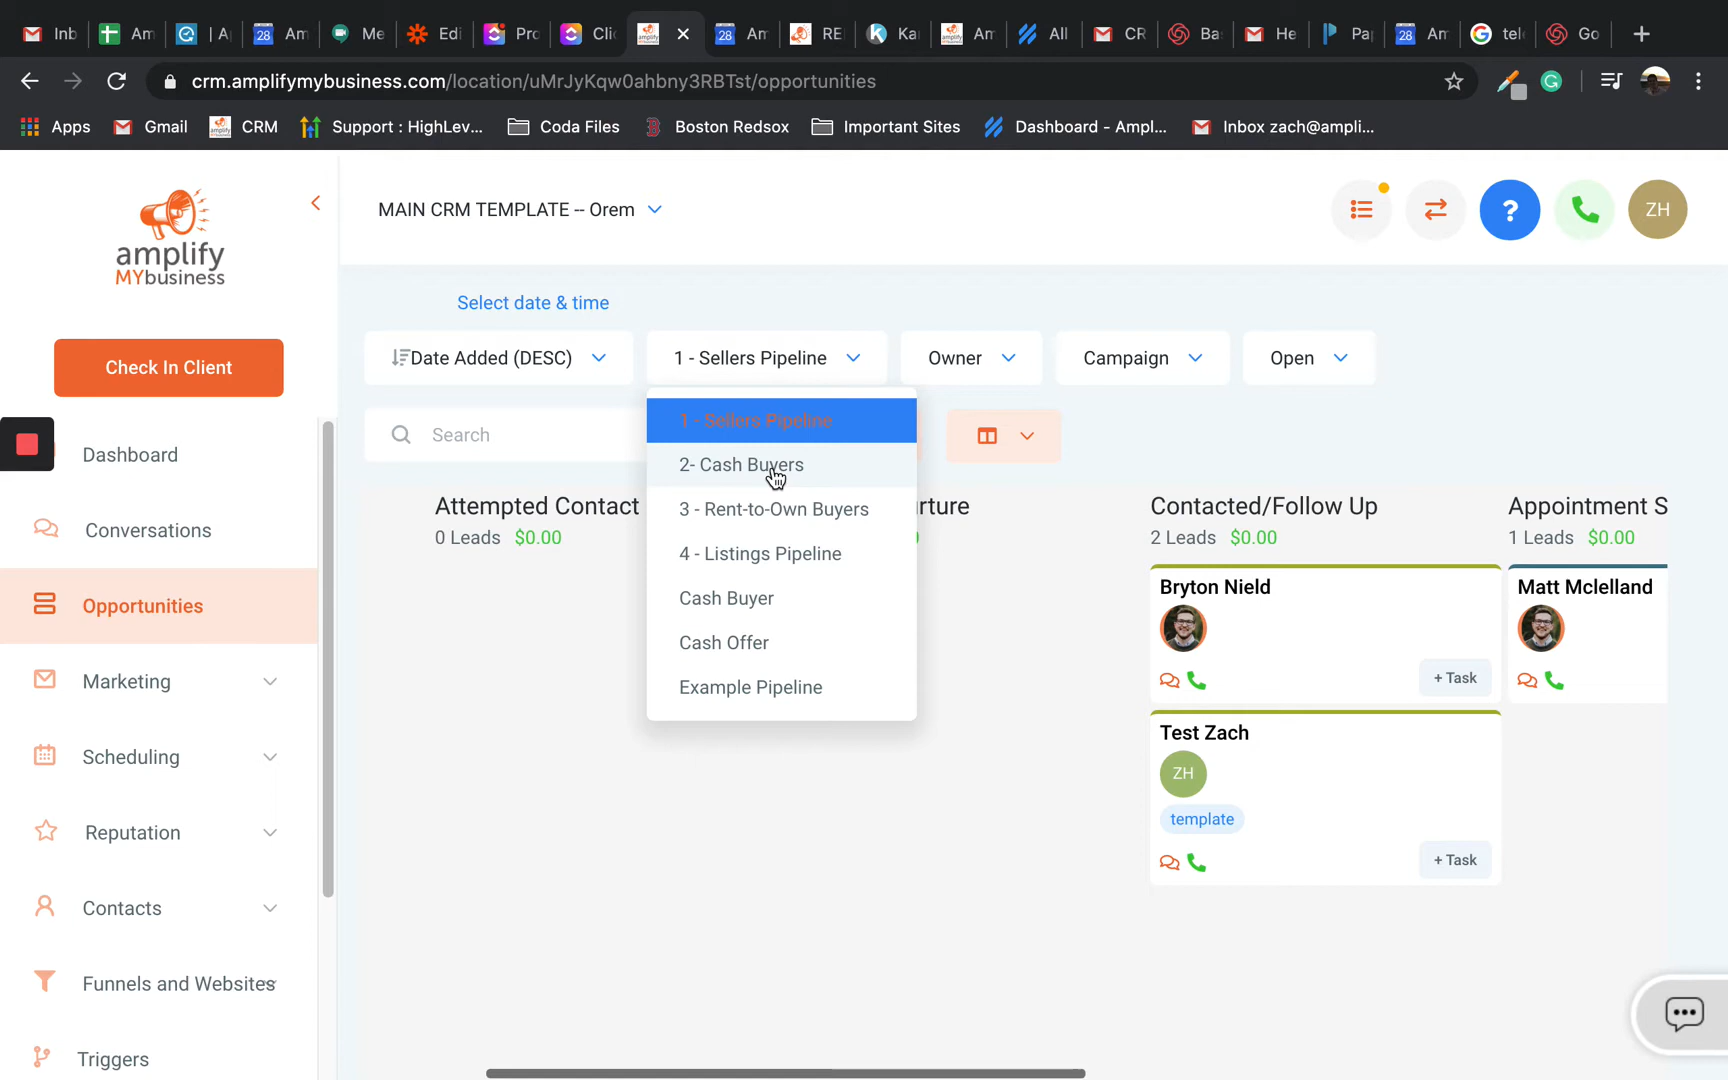 Inb
Am
| A
Am
Me
Edi
Pro
Clic
Am
RE
Ka
Am
All
CR
Ba
He
Pa
Am
tele
Go
crm.amplifymybusiness.com/location/uMrJyKqw0ahbny3RBTst/opportunities
Apps
Gmail
CRM
Support : HighLev...
Coda Files
Boston Redsox
Important Sites
Dashboard - Ampl...
Inbox zach@ampli...
amplify
MYbusiness
MAIN CRM TEMPLATE -- Orem
?
ZH
Check In Client
Dashboard
Conversations
Opportunities
Marketing
Scheduling
Reputation
Contacts
Funnels and Websites
Triggers
Select date & time
Date Added (DESC)
1 - Sellers Pipeline
Owner
Campaign
Open
Search
1 - Sellers Pipeline
2- Cash Buyers
3 - Rent-to-Own Buyers
4 - Listings Pipeline
Cash Buyer
Cash Offer
Example Pipeline
Attempted Contact
0 Leads $0.00
rture
Contacted/Follow Up
2 Leads $0.00
Bryton Nield
+ Task
Test Zach
ZH
template
+ Task
Appointment S
1 Leads $0.00
Matt Mclelland